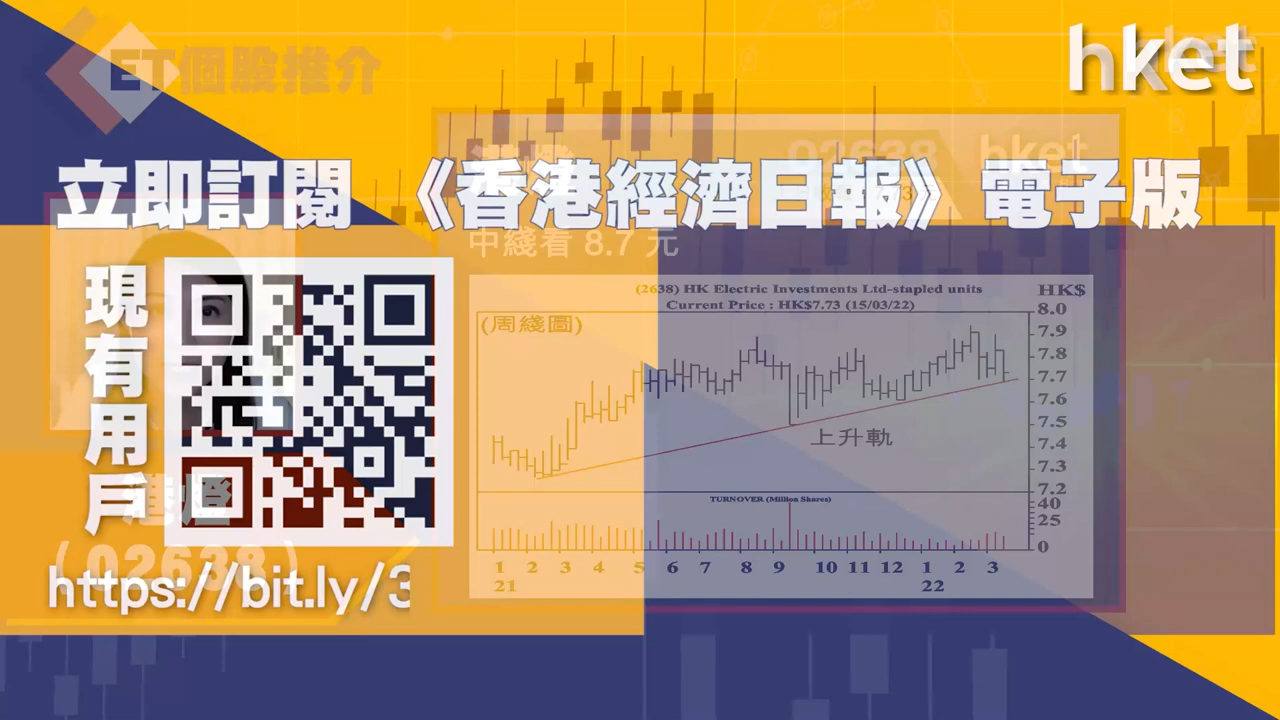 ET個股推介
hket
立即訂閱 《香港經濟日報》 電子版
02638
hket
中綫看 8.7 元
現有用戶
(2638) HK Electric Investments Ltd-stapled units
Current Price : HK$7.73 (15/03/22)
HK$
(周綫圖)
8.0
7.9
7.8
7.7
7.6
7.5
7.4
7.3
7.2
上升軌
TURNOVER (Million Shares)
40
25
0
1 2 3 4 5 6 7 8 9 10 11 12 1 2 3
21 22
港燈
(02638)
https://bit.ly/3